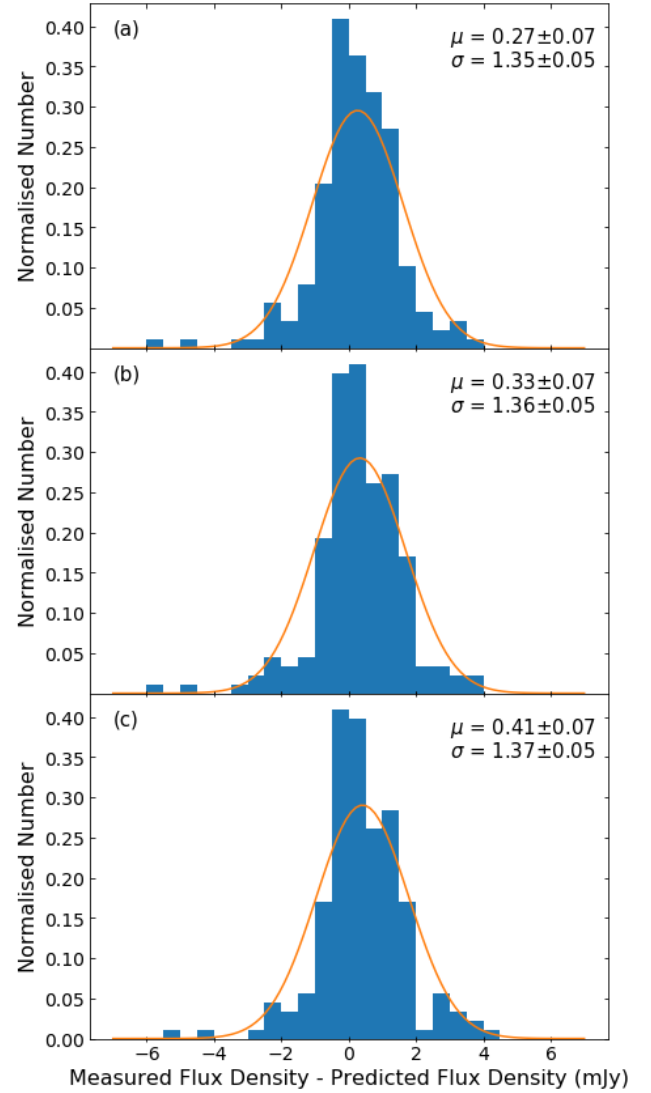 (a)
μ = 0.27±0.07
σ = 1.35±0.05
0.40
0.35
0.30
0.25
0.20
0.15
0.10
0.05
Normalised Number
(b)
μ = 0.33±0.07
σ = 1.36±0.05
0.40
0.35
0.30
0.25
0.20
0.15
0.10
0.05
Normalised Number
(c)
μ = 0.41±0.07
σ = 1.37±0.05
0.40
0.35
0.30
0.25
0.20
0.15
0.10
0.05
0.00
Normalised Number
−6 −4 −2 0 2 4 6
Measured Flux Density - Predicted Flux Density (mJy)